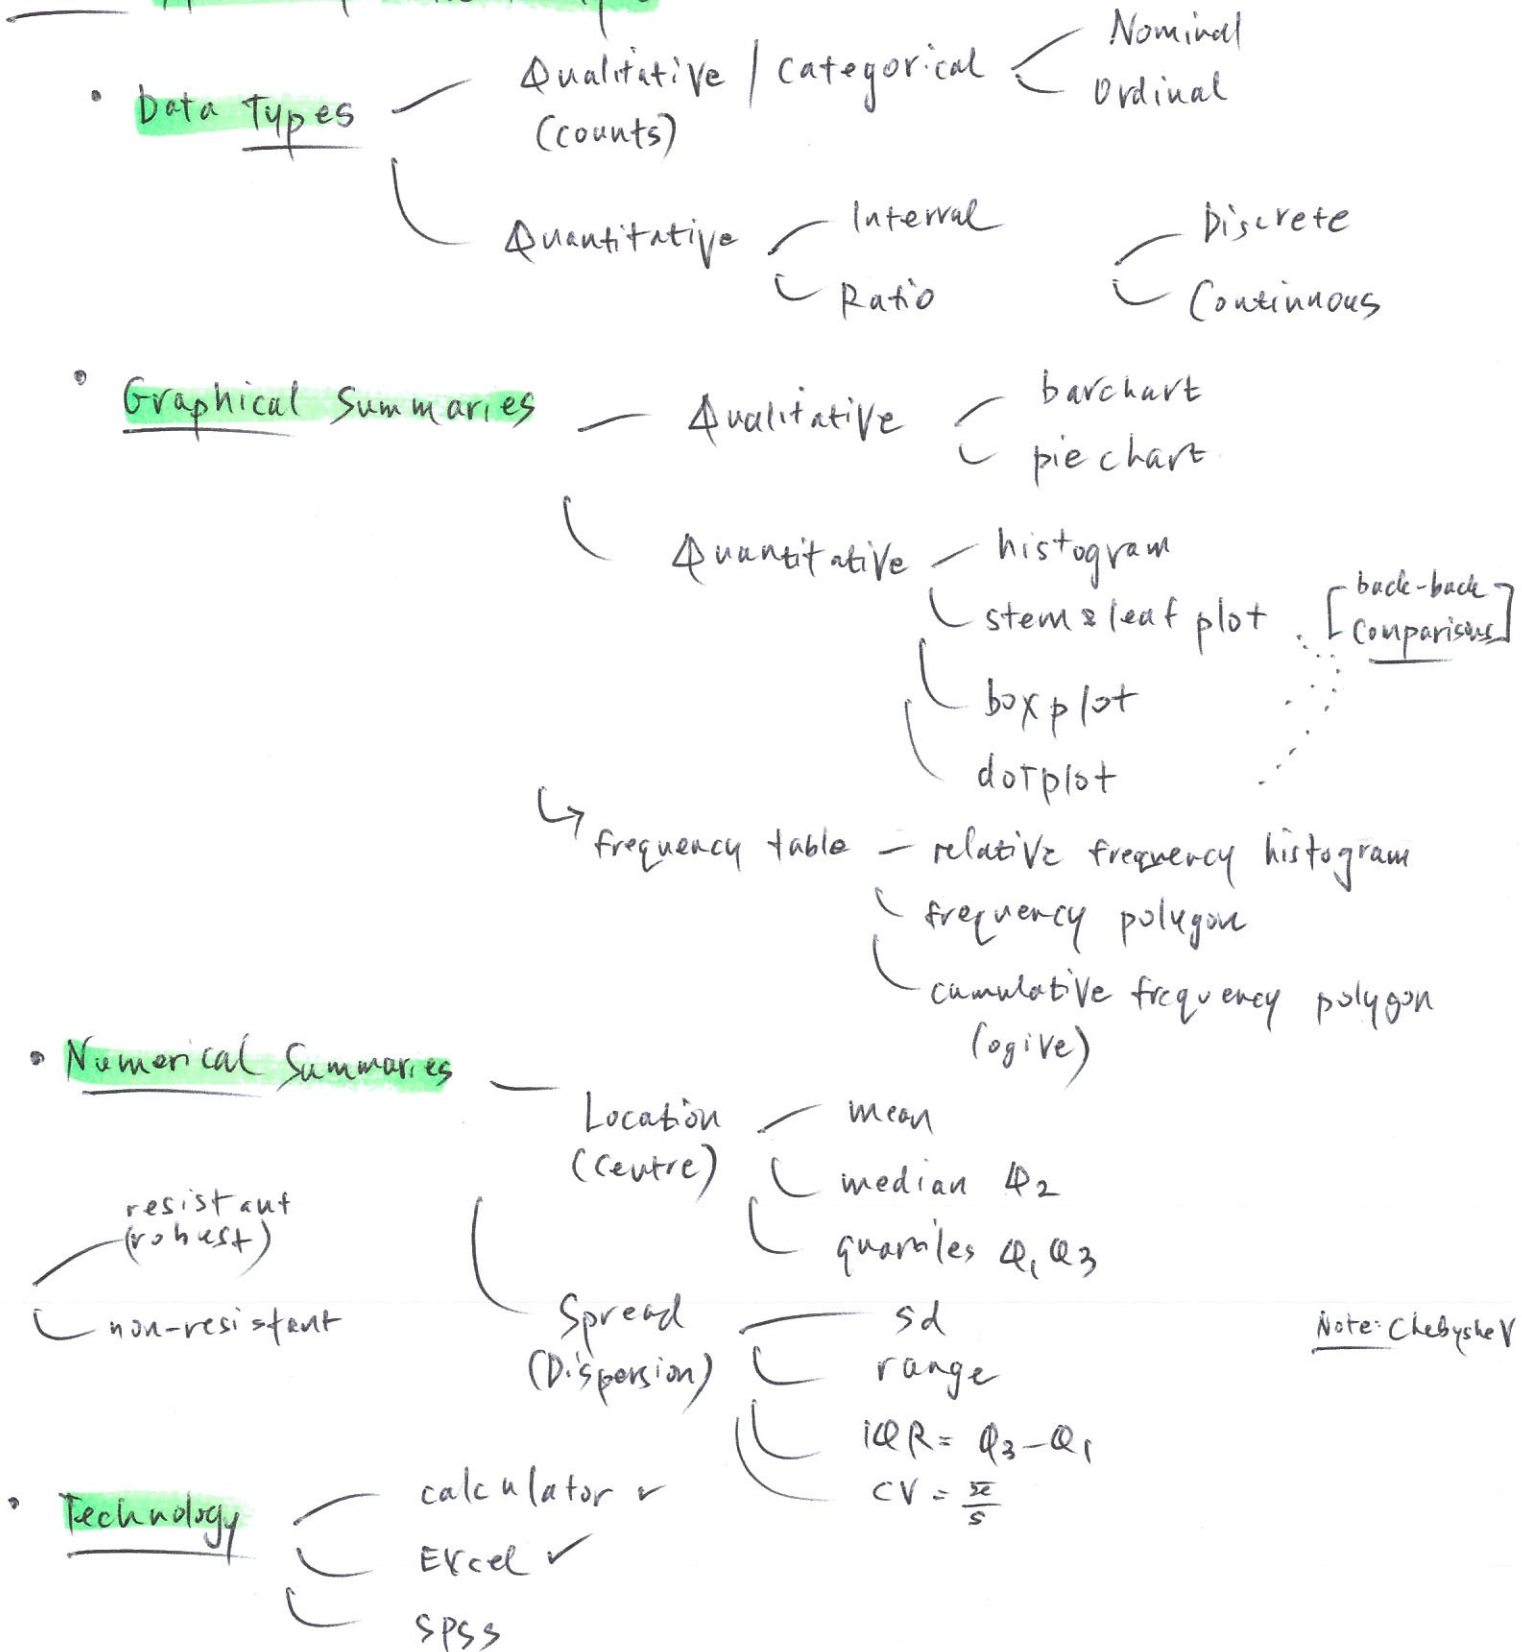 Nominal
• Data Types
Qualitative / Categorical
(counts)
Ordinal
Quantitative
Interval
Ratio
Discrete
Continuous
• Graphical Summaries
Qualitative
barchart
pie chart
Quantitative
histogram
stem & leaf plot
[back-back
comparisons]
boxplot
dotplot
↳ frequency table – relative frequency histogram
frequency polygon
cumulative frequency polygon
(ogive)
• Numerical Summaries
Location
(Centre)
mean
median Q2
quartiles Q1 Q3
resistant
(robust)
non-resistant
Spread
(Dispersion)
sd
range
IQR = Q3 – Q1
CV = x̄/s
Note: Chebyshev
• Technology
calculator ✓
Excel ✓
SPSS